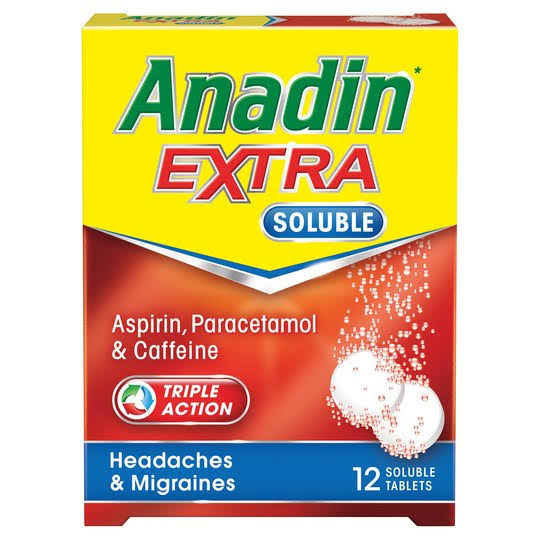 Anadin*
EXTRA
SOLUBLE
Aspirin, Paracetamol
& Caffeine
TRIPLE
ACTION
Headaches
& Migraines
12 SOLUBLE
TABLETS